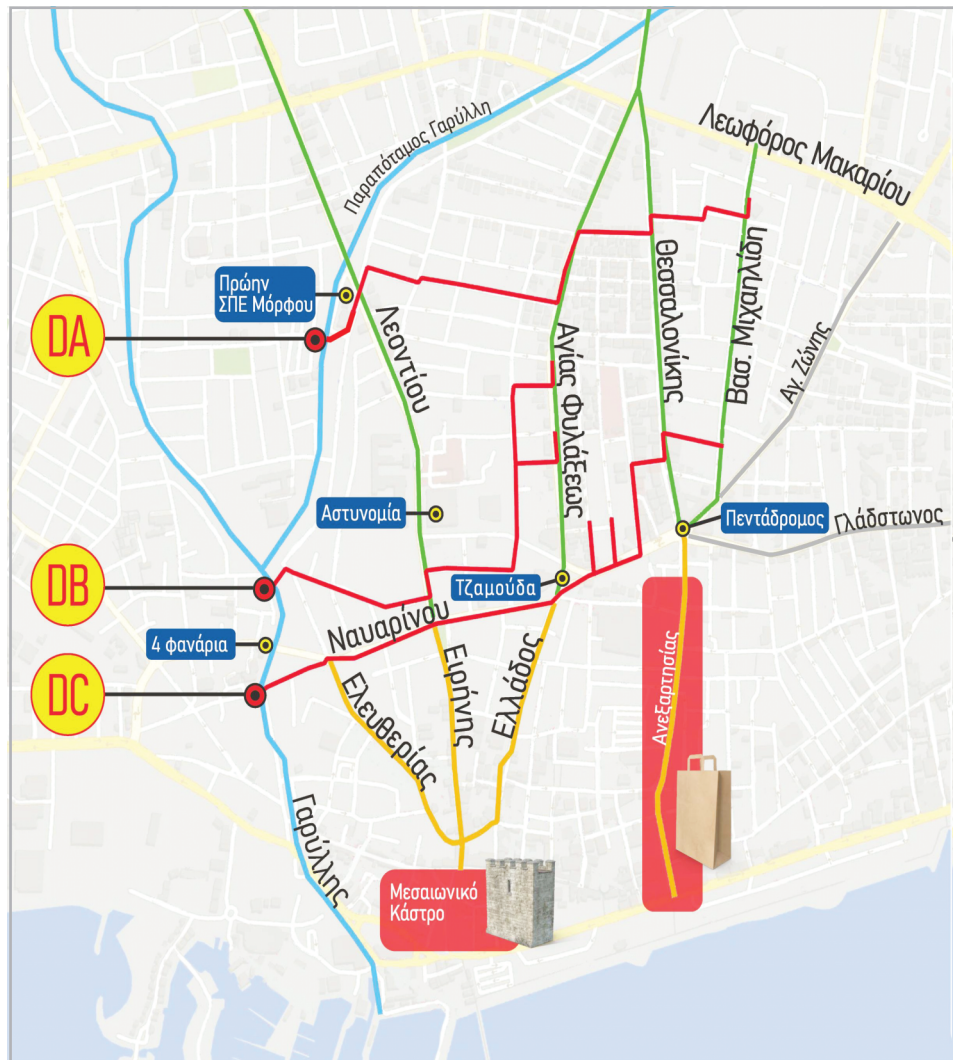 Λεωφόρος Μακαρίου
Παραπόταμος Γαρύλλη
Πρώην
ΣΠΕ Μόρφου
DA
Λεοντίου
Αγίας Φυλάξεως
Θεσσαλονίκης
Βασ. Μιχαηλίδη
Αγ. Ζώνης
Αστυνομία
Πεντάδρομος
Γλάδστωνος
DB
Τζαμούδα
Ναυαρίνου
4 φανάρια
DC
Ελευθερίας
Ειρήνης
Ελλάδος
Ανεξαρτησίας
Γαρύλλης
Μεσαιωνικό
Κάστρο